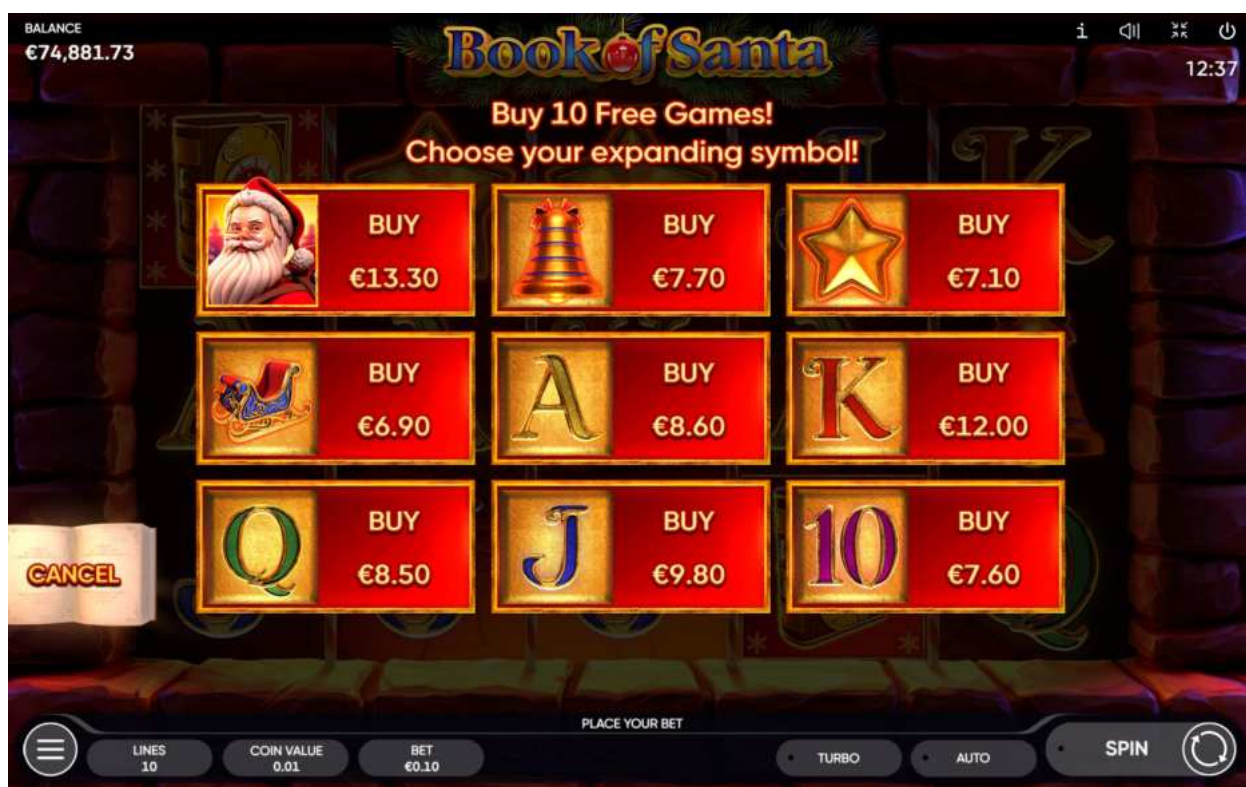 BALANCE
€74,881.73
Book of Santa
i
12:37
Buy 10 Free Games!
Choose your expanding symbol!
BUY
€13.30
BUY
€7.70
BUY
€7.10
BUY
€6.90
A
BUY
€8.60
K
BUY
€12.00
Q
BUY
€8.50
J
BUY
€9.80
10
BUY
€7.60
CANCEL
PLACE YOUR BET
LINES
10
COIN VALUE
0.01
BET
€0.10
TURBO
AUTO
SPIN